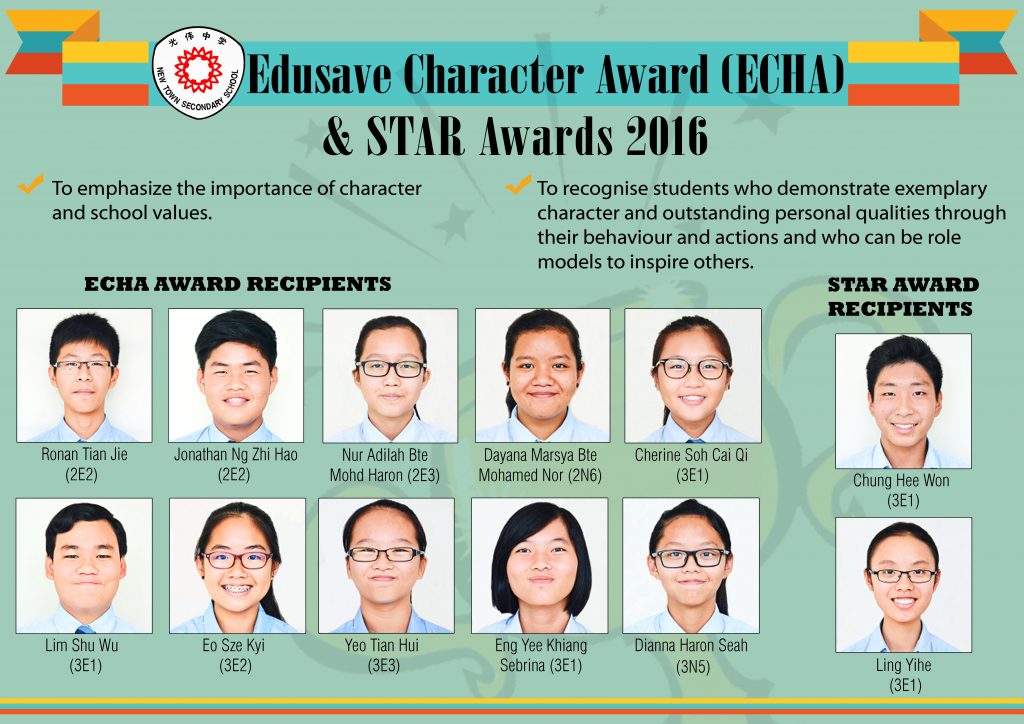 光伟中学
NEW TOWN SECONDARY SCHOOL
Edusave Character Award (ECHA)
& STAR Awards 2016
To emphasize the importance of character
and school values.
To recognise students who demonstrate exemplary
character and outstanding personal qualities through
their behaviour and actions and who can be role
models to inspire others.
ECHA AWARD RECIPIENTS
STAR AWARD
RECIPIENTS
Ronan Tian Jie
(2E2)
Jonathan Ng Zhi Hao
(2E2)
Nur Adilah Bte
Mohd Haron (2E3)
Dayana Marsya Bte
Mohamed Nor (2N6)
Cherine Soh Cai Qi
(3E1)
Chung Hee Won
(3E1)
Lim Shu Wu
(3E1)
Eo Sze Kyi
(3E2)
Yeo Tian Hui
(3E3)
Eng Yee Khiang
Sebrina (3E1)
Dianna Haron Seah
(3N5)
Ling Yihe
(3E1)